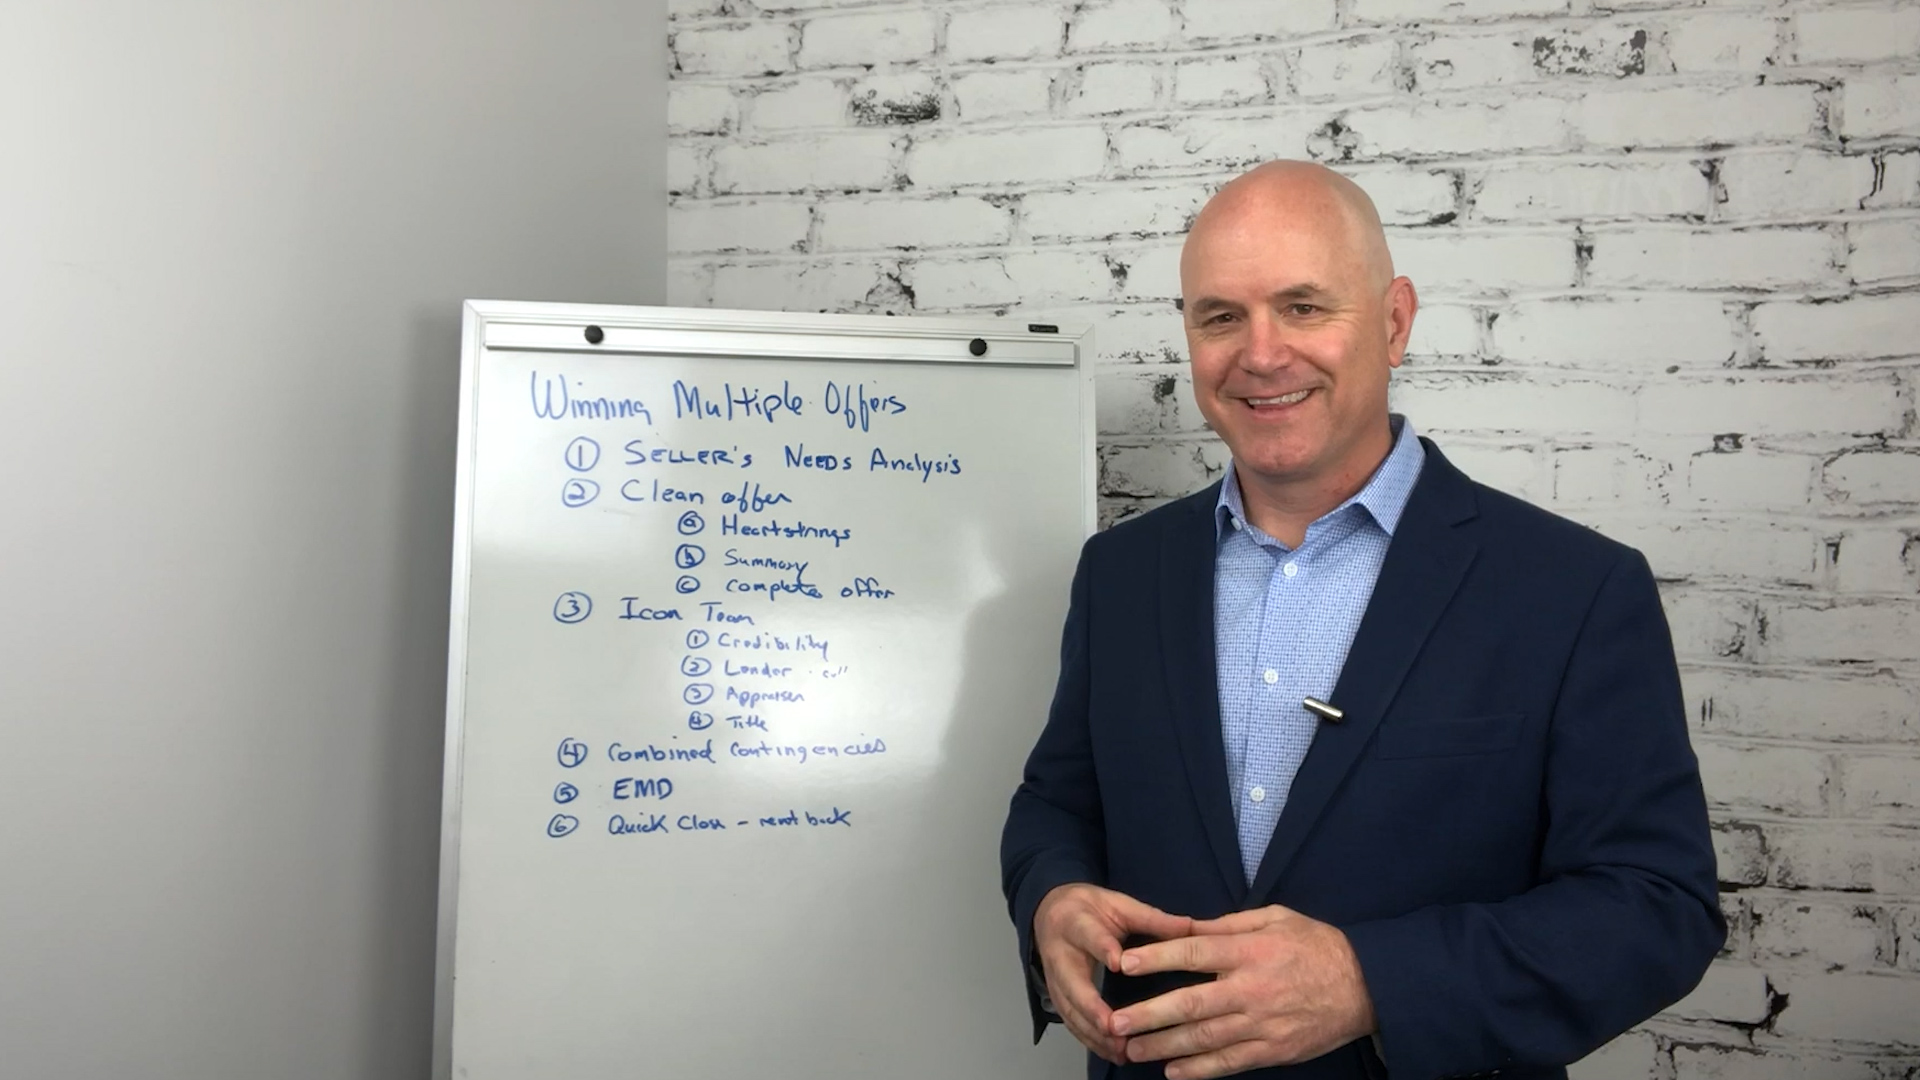 Winning Multiple Offers
① SELLER's NEEDS Analysis
② Clean offer
ⓐ Heartstrings
ⓑ Summary
ⓒ Complete offer
③ Icon Team
① Credibility
② Lender - call
③ Appraiser
④ Title
④ Combined Contingencies
⑤ EMD
⑥ Quick Close - rent back